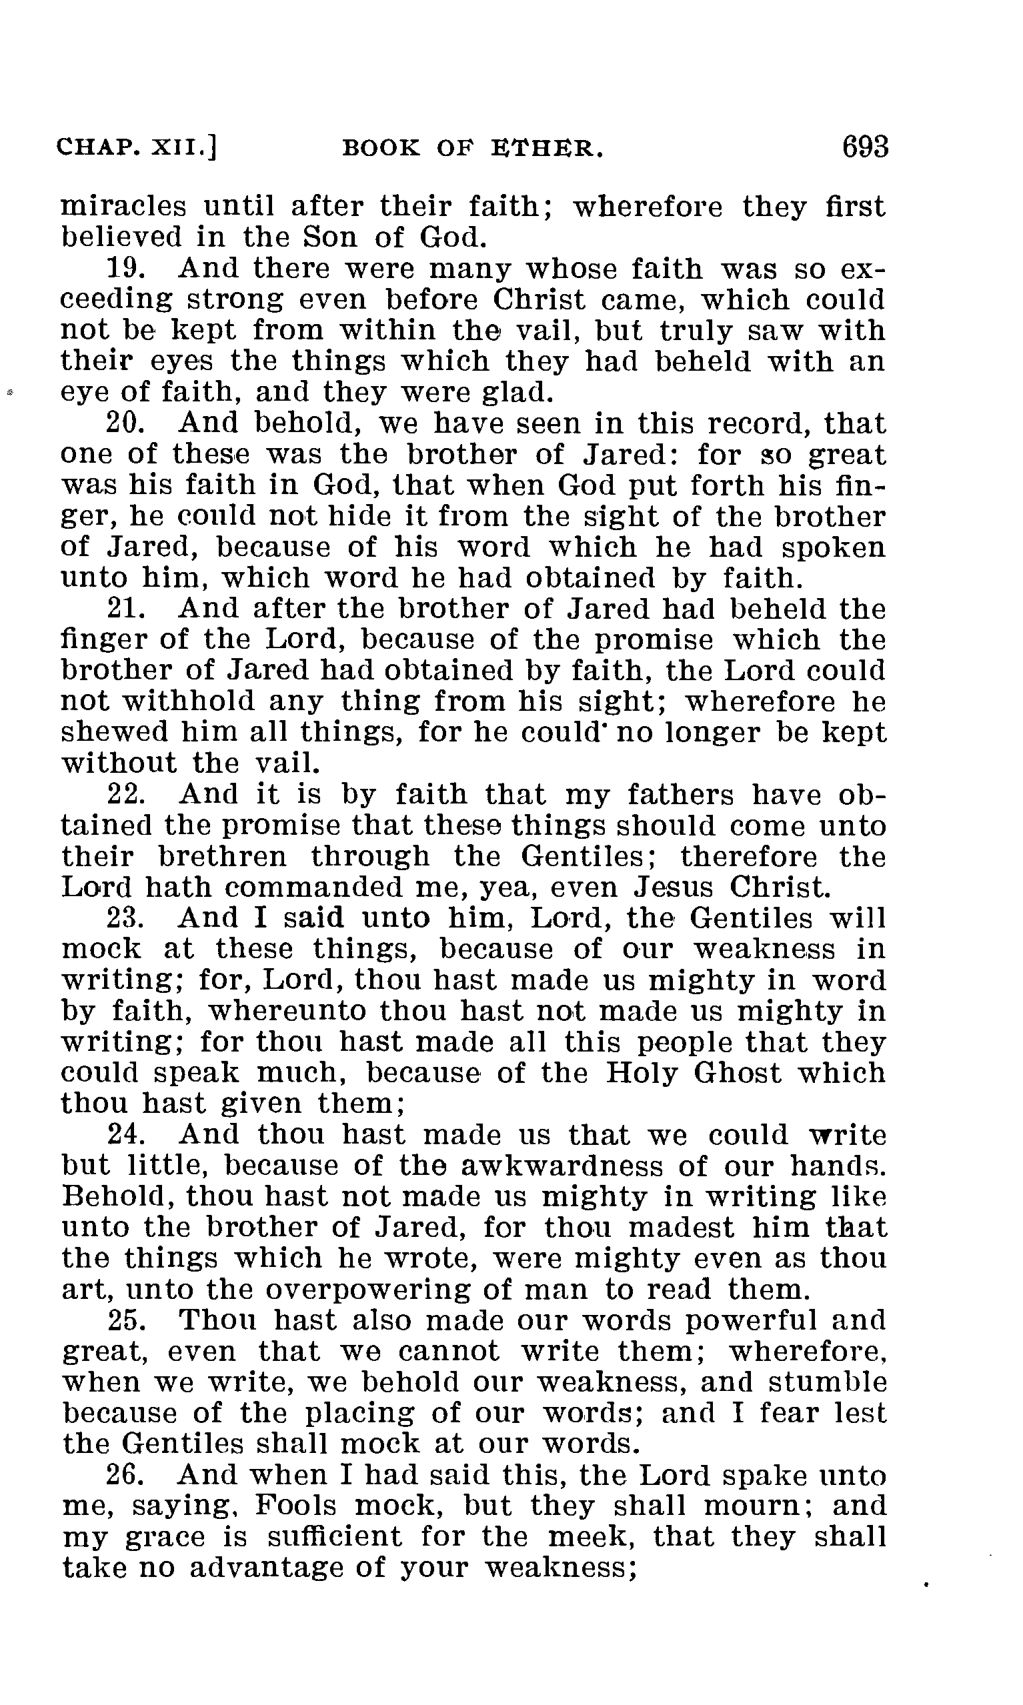 CHAP. XII.] BOOK OF ETHER. 693
miracles until after their faith; wherefore they first
believed in the Son of God.
19. And there were many whose faith was so ex-
ceeding strong even before Christ came, which could
not be kept from within the vail, but truly saw with
their eyes the things which they had beheld with an
eye of faith, and they were glad.
20. And behold, we have seen in this record, that
one of these was the brother of Jared: for so great
was his faith in God, that when God put forth his fin-
ger, he could not hide it from the sight of the brother
of Jared, because of his word which he had spoken
unto him, which word he had obtained by faith.
21. And after the brother of Jared had beheld the
finger of the Lord, because of the promise which the
brother of Jared had obtained by faith, the Lord could
not withhold any thing from his sight; wherefore he
shewed him all things, for he could no longer be kept
without the vail.
22. And it is by faith that my fathers have ob-
tained the promise that these things should come unto
their brethren through the Gentiles; therefore the
Lord hath commanded me, yea, even Jesus Christ.
23. And I said unto him, Lord, the Gentiles will
mock at these things, because of our weakness in
writing; for, Lord, thou hast made us mighty in word
by faith, whereunto thou hast not made us mighty in
writing; for thou hast made all this people that they
could speak much, because of the Holy Ghost which
thou hast given them;
24. And thou hast made us that we could write
but little, because of the awkwardness of our hands.
Behold, thou hast not made us mighty in writing like
unto the brother of Jared, for thou madest him that
the things which he wrote, were mighty even as thou
art, unto the overpowering of man to read them.
25. Thou hast also made our words powerful and
great, even that we cannot write them; wherefore,
when we write, we behold our weakness, and stumble
because of the placing of our words; and I fear lest
the Gentiles shall mock at our words.
26. And when I had said this, the Lord spake unto
me, saying, Fools mock, but they shall mourn; and
my grace is sufficient for the meek, that they shall
take no advantage of your weakness;